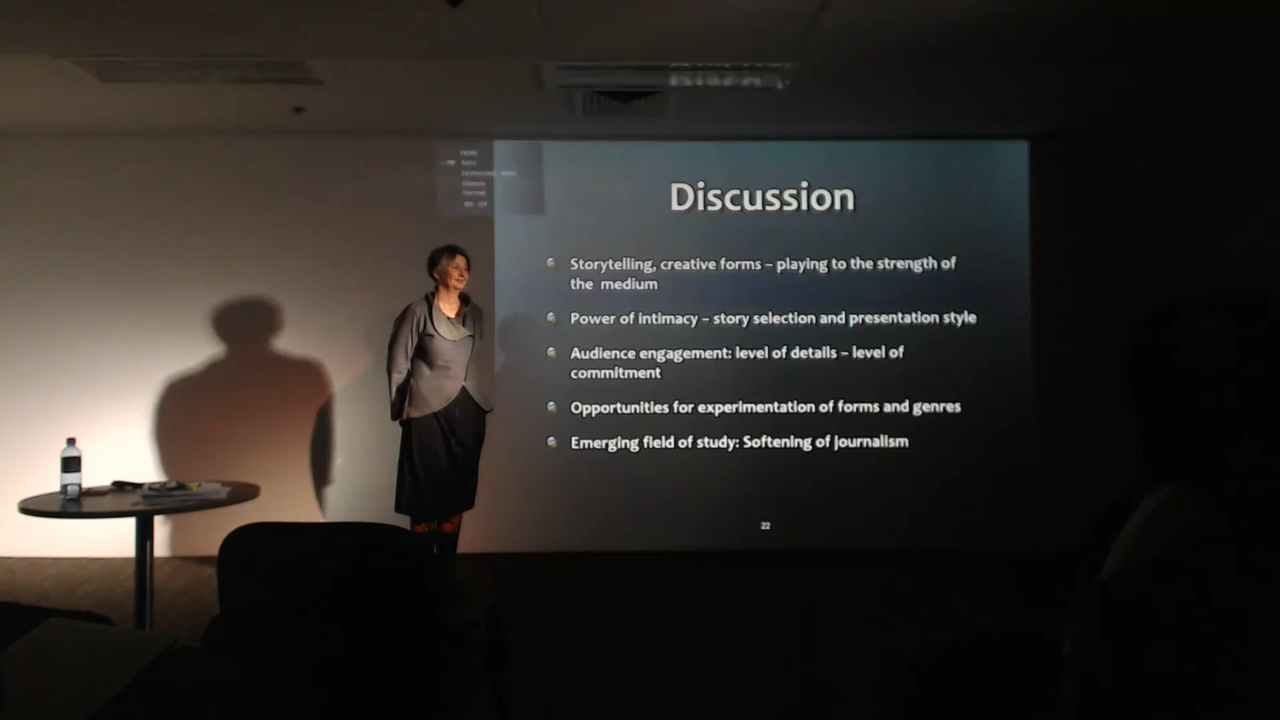 Discussion
Storytelling, creative forms – playing to the strength of
the medium
Power of intimacy – story selection and presentation style
Audience engagement: level of details – level of
commitment
Opportunities for experimentation of forms and genres
Emerging field of study: Softening of journalism
22